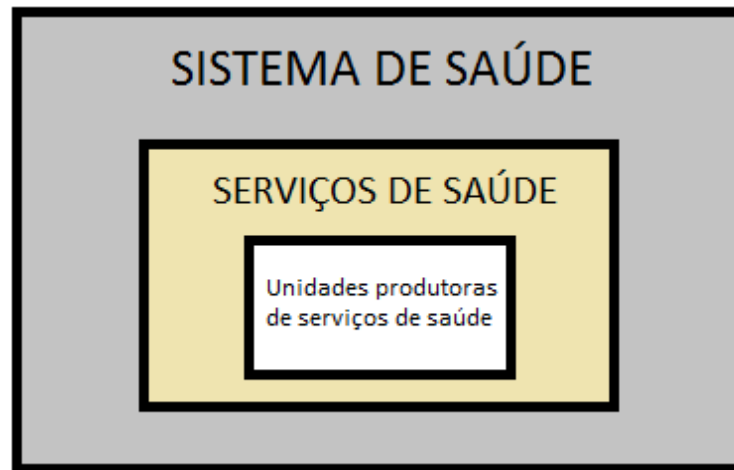 SISTEMA DE SAÚDE
SERVIÇOS DE SAÚDE
Unidades produtoras
de serviços de saúde